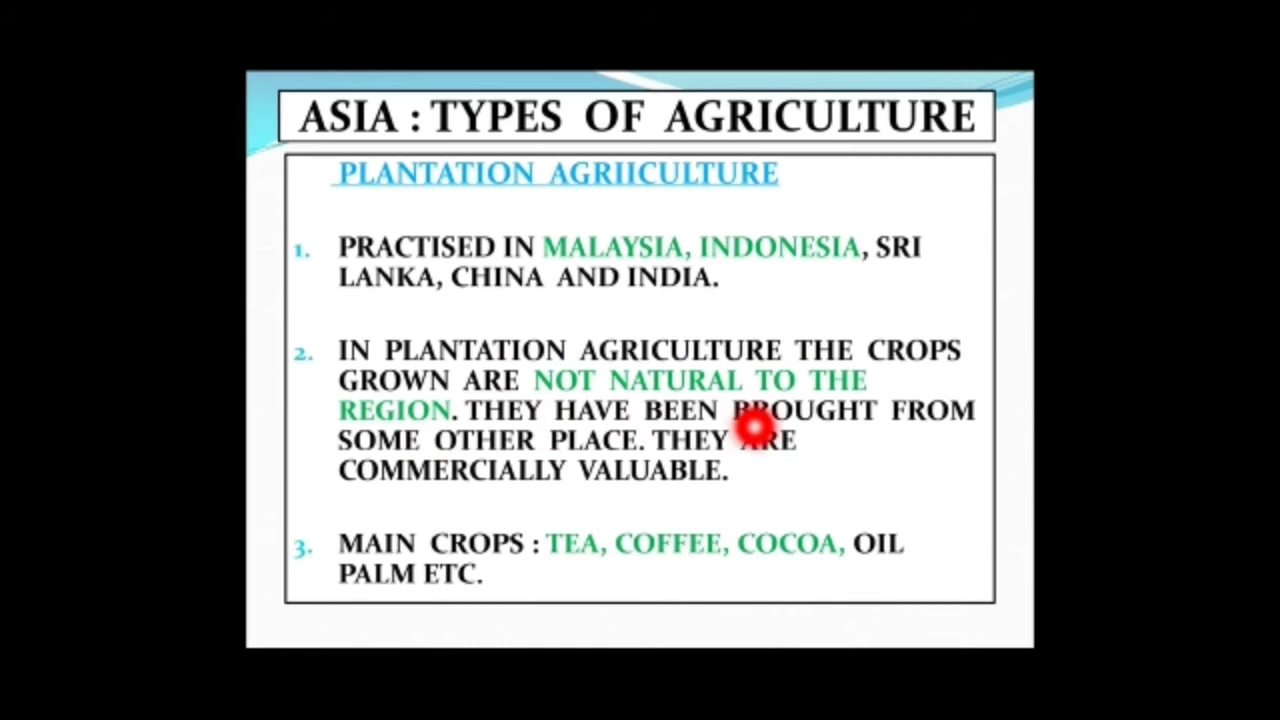 ASIA : TYPES OF AGRICULTURE
PLANTATION AGRIICULTURE
1. PRACTISED IN MALAYSIA, INDONESIA, SRI
LANKA, CHINA AND INDIA.
2. IN PLANTATION AGRICULTURE THE CROPS
GROWN ARE NOT NATURAL TO THE
REGION. THEY HAVE BEEN BROUGHT FROM
SOME OTHER PLACE. THEY ARE
COMMERCIALLY VALUABLE.
3. MAIN CROPS : TEA, COFFEE, COCOA, OIL
PALM ETC.